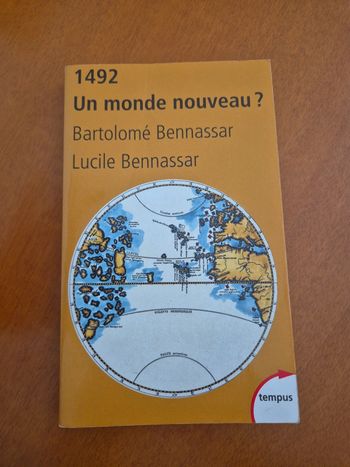 1492
Un monde nouveau ?
Bartolomé Bennassar
Lucile Bennassar
tempus